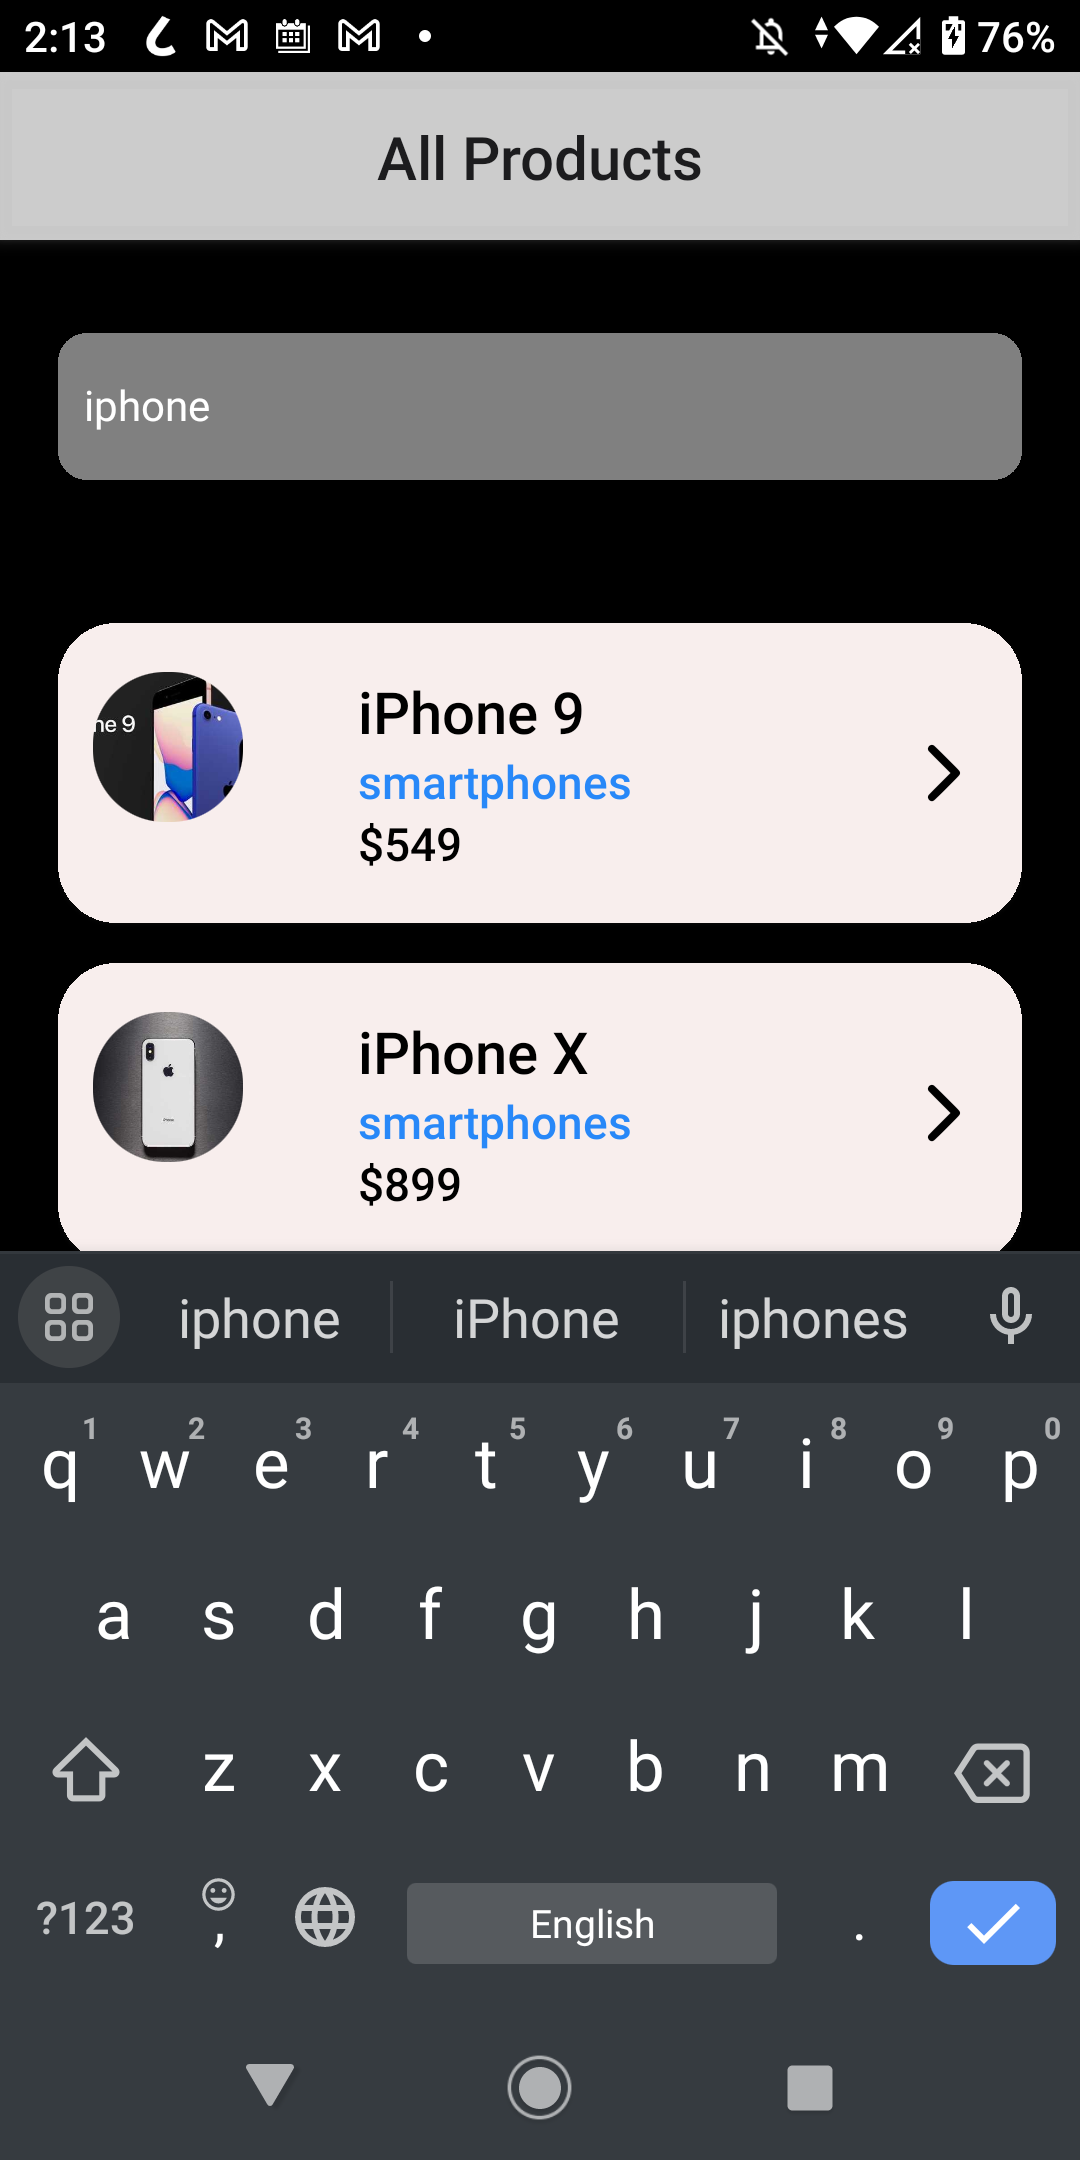 2:13 76%
All Products
iphone
ne 9
iPhone 9
smartphones
$549
iPhone X
smartphones
$899
iphone iPhone iphones
1 2 3 4 5 6 7 8 9 0
q w e r t y u i o p
a s d f g h j k l
z x c v b n m
?123 , English .